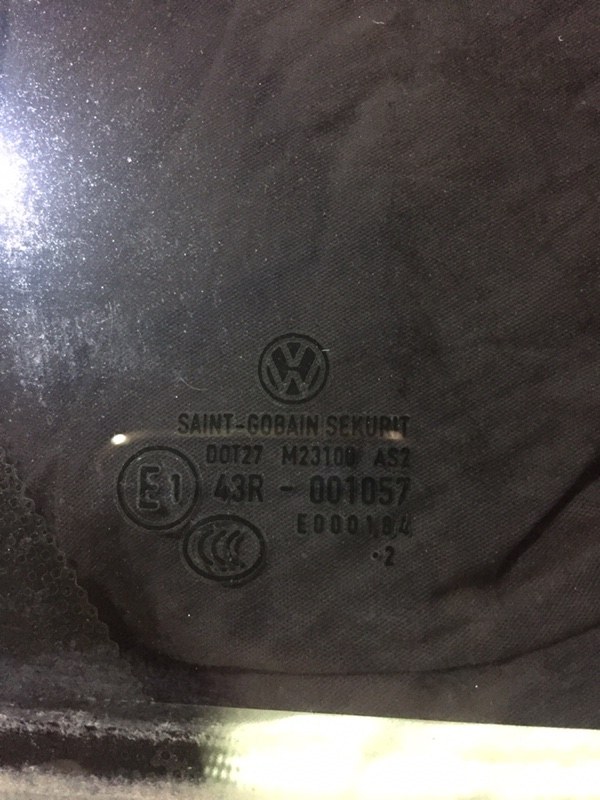 SAINT-GOBAIN SEKURIT
DOT27 M23100 AS2
E1 43R - 001057
E000184
·2